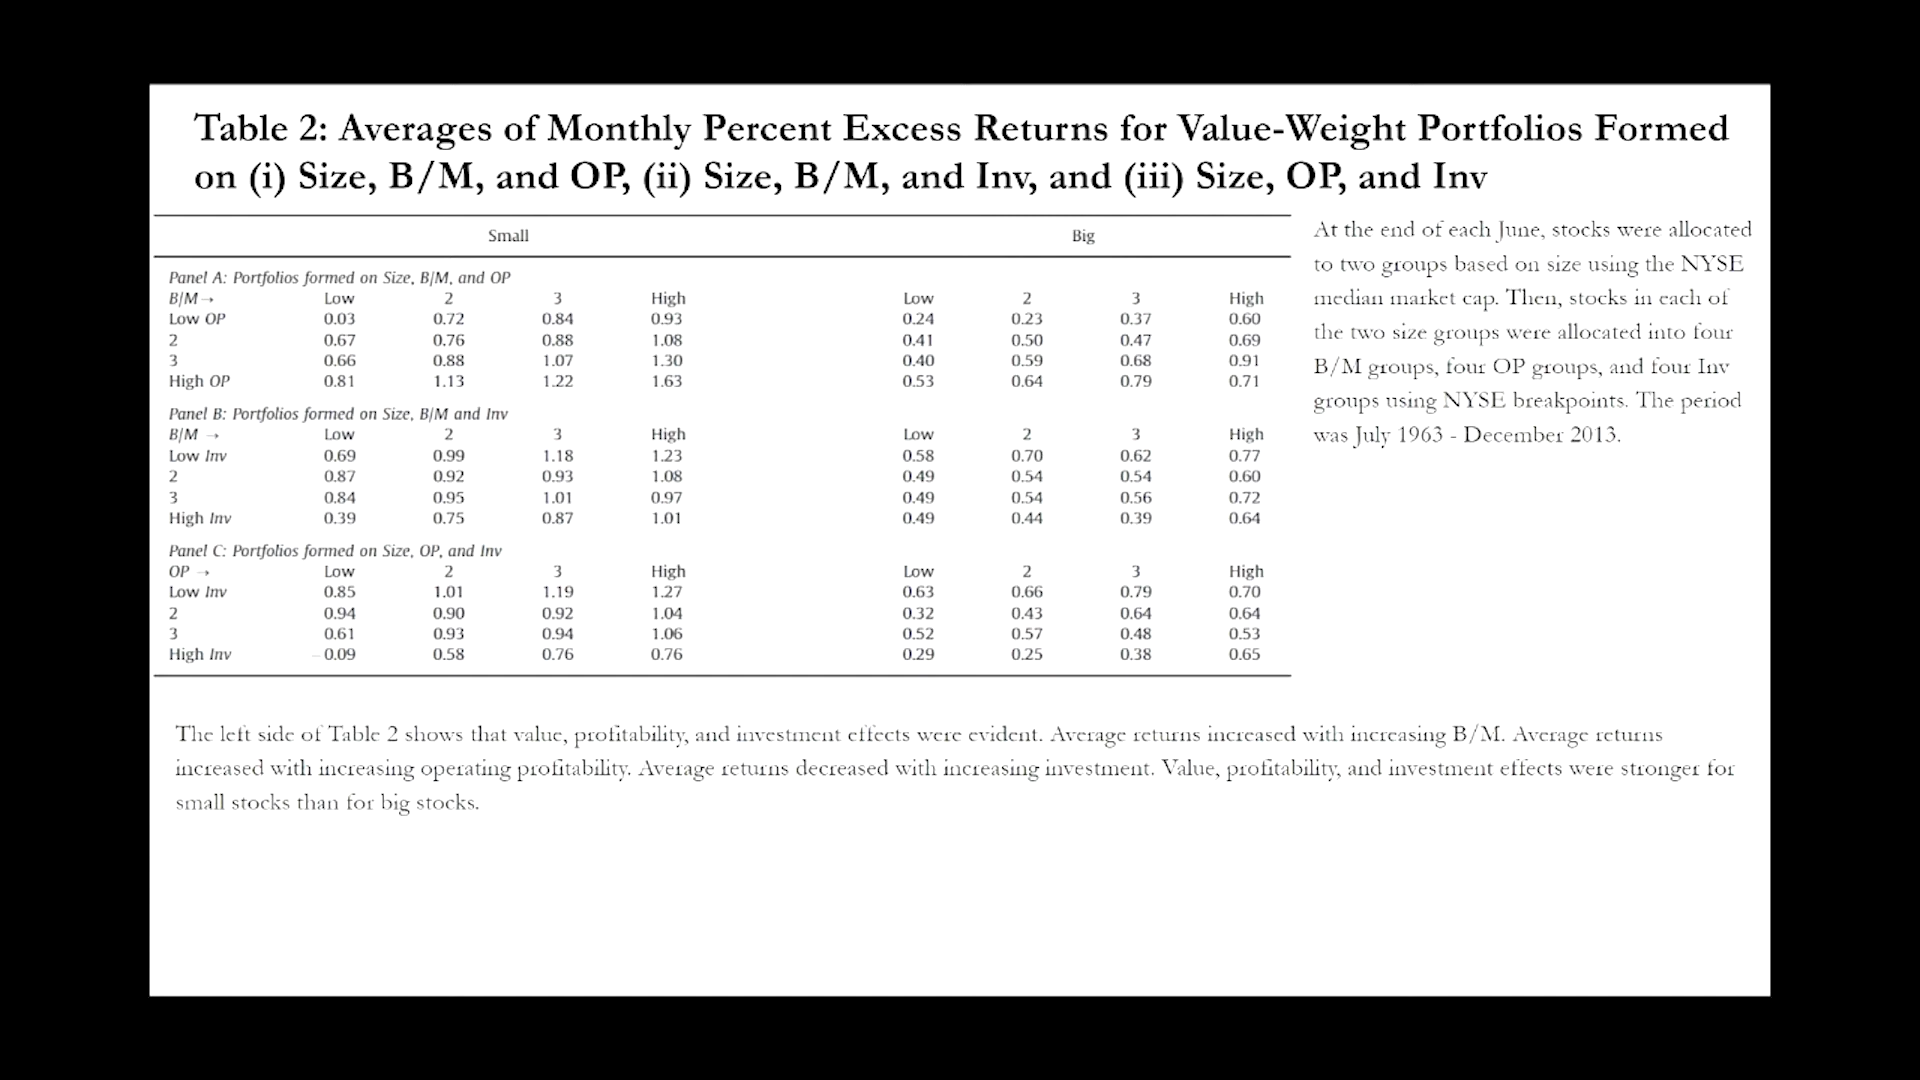 Table 2: Averages of Monthly Percent Excess Returns for Value-Weight Portfolios Formed
on (i) Size, B/M, and OP, (ii) Size, B/M, and Inv, and (iii) Size, OP, and Inv
Small Big
Panel A: Portfolios formed on Size, B/M, and OP
B/M → Low 2 3 High Low 2 3 High
Low OP 0.03 0.72 0.84 0.93 0.24 0.23 0.37 0.60
2 0.67 0.76 0.88 1.08 0.41 0.50 0.47 0.69
3 0.66 0.88 1.07 1.30 0.40 0.59 0.68 0.91
High OP 0.81 1.13 1.22 1.63 0.53 0.64 0.79 0.71
Panel B: Portfolios formed on Size, B/M and Inv
B/M → Low 2 3 High Low 2 3 High
Low Inv 0.69 0.99 1.18 1.23 0.58 0.70 0.62 0.77
2 0.87 0.92 0.93 1.08 0.49 0.54 0.54 0.60
3 0.84 0.95 1.01 0.97 0.49 0.54 0.56 0.72
High Inv 0.39 0.75 0.87 1.01 0.49 0.44 0.39 0.64
Panel C: Portfolios formed on Size, OP, and Inv
OP → Low 2 3 High Low 2 3 High
Low Inv 0.85 1.01 1.19 1.27 0.63 0.66 0.79 0.70
2 0.94 0.90 0.92 1.04 0.32 0.43 0.64 0.64
3 0.61 0.93 0.94 1.06 0.52 0.57 0.48 0.53
High Inv –0.09 0.58 0.76 0.76 0.29 0.25 0.38 0.65
At the end of each June, stocks were allocated
to two groups based on size using the NYSE
median market cap. Then, stocks in each of
the two size groups were allocated into four
B/M groups, four OP groups, and four Inv
groups using NYSE breakpoints. The period
was July 1963 - December 2013.
The left side of Table 2 shows that value, profitability, and investment effects were evident. Average returns increased with increasing B/M. Average returns
increased with increasing operating profitability. Average returns decreased with increasing investment. Value, profitability, and investment effects were stronger for
small stocks than for big stocks.